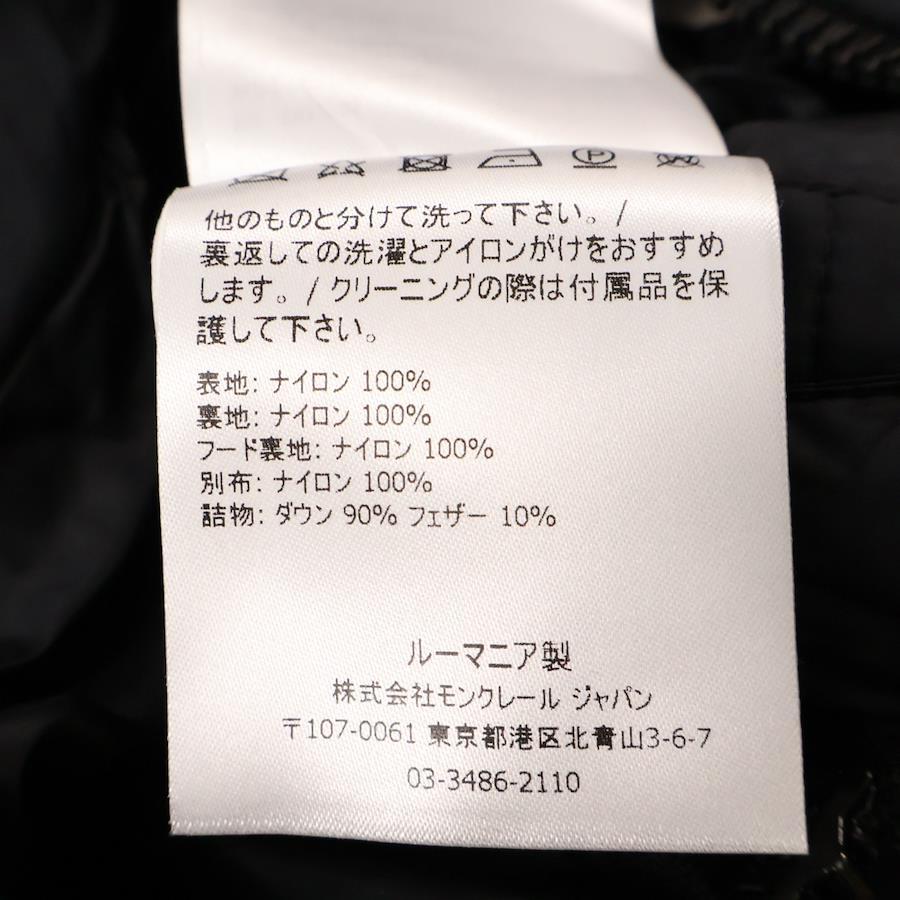 他のものと分けて洗って下さい。/
裏返しての洗濯とアイロンがけをおすすめ
します。/ クリーニングの際は付属品を保
護して下さい。
表地: ナイロン 100%
裏地: ナイロン 100%
フード裏地: ナイロン 100%
別布: ナイロン 100%
詰物: ダウン 90% フェザー 10%
ルーマニア製
株式会社モンクレール ジャパン
〒107-0061 東京都港区北青山3-6-7
03-3486-2110